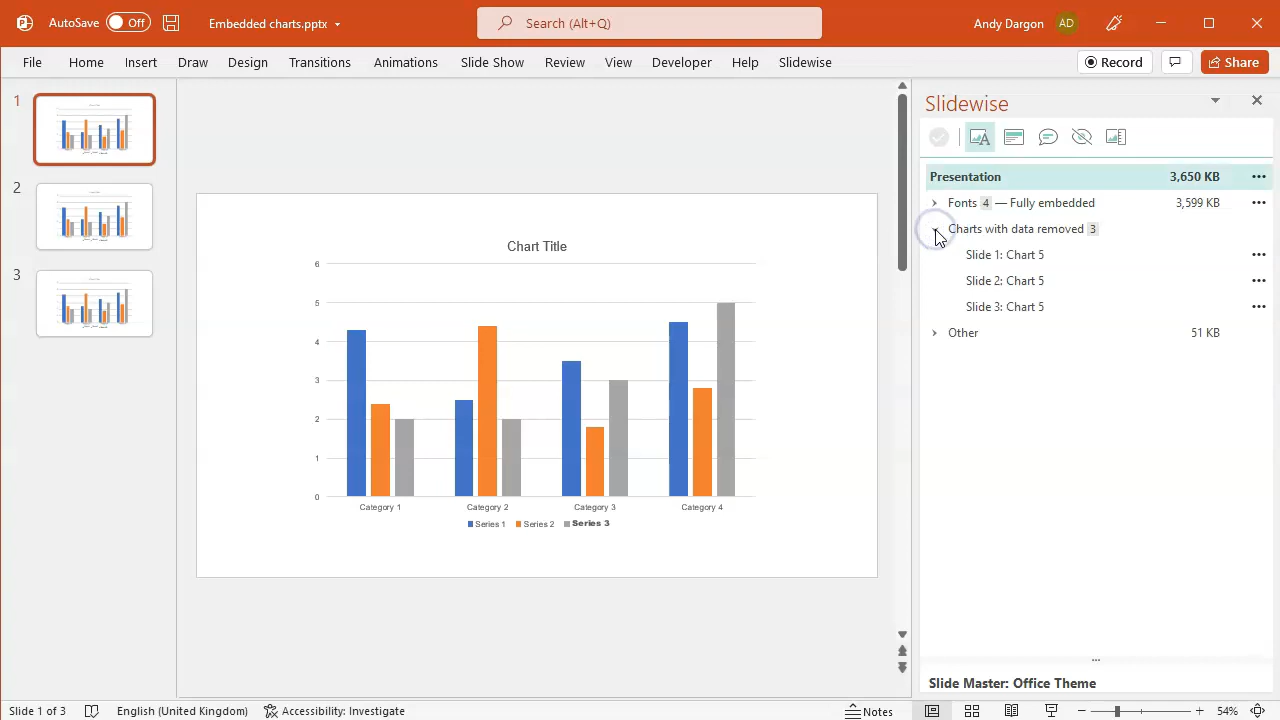 AutoSave Off Embedded charts.pptx Search (Alt+Q) Andy Dargon AD
File Home Insert Draw Design Transitions Animations Slide Show Review View Developer Help Slidewise Record Share
1
2
3
Chart Title
6
5
4
3
2
1
0
Category 1 Category 2 Category 3 Category 4
Series 1 Series 2 Series 3
Slidewise
Presentation 3,650 KB
Fonts 4 — Fully embedded 3,599 KB
Charts with data removed 3
Slide 1: Chart 5
Slide 2: Chart 5
Slide 3: Chart 5
Other 51 KB
Slide Master: Office Theme
Slide 1 of 3 English (United Kingdom) Accessibility: Investigate Notes 54%